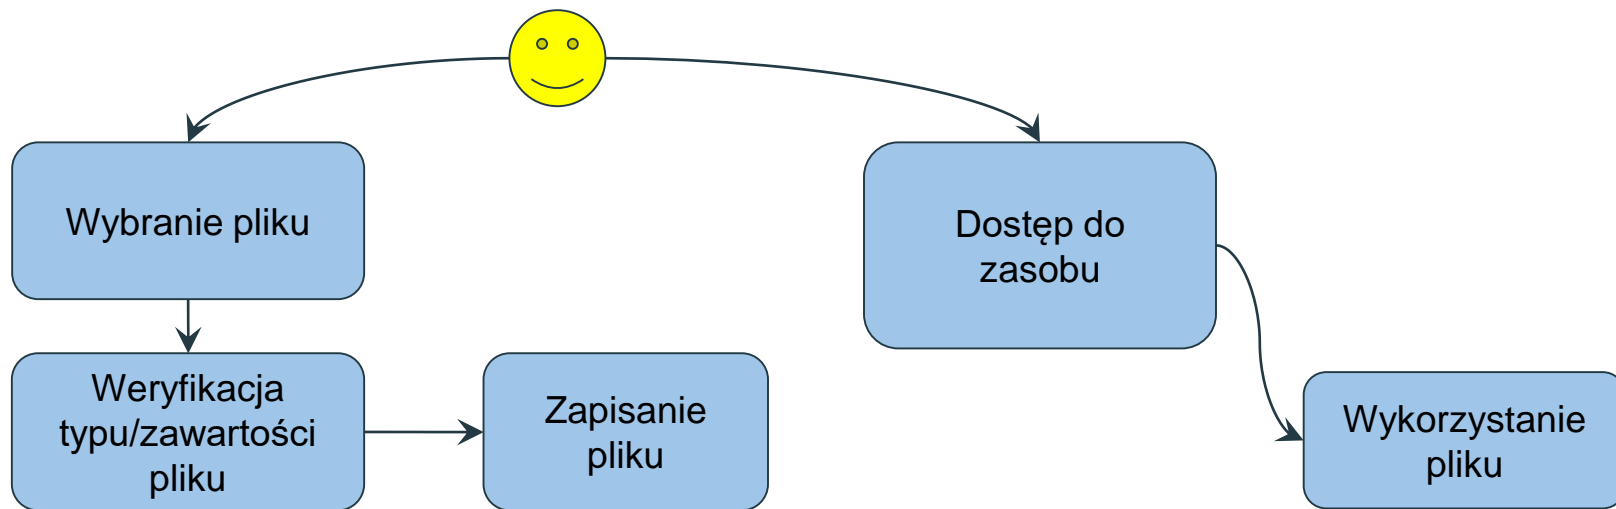 Wybranie pliku
Dostęp do
zasobu
Weryfikacja
typu/zawartości
pliku
Zapisanie
pliku
Wykorzystanie
pliku